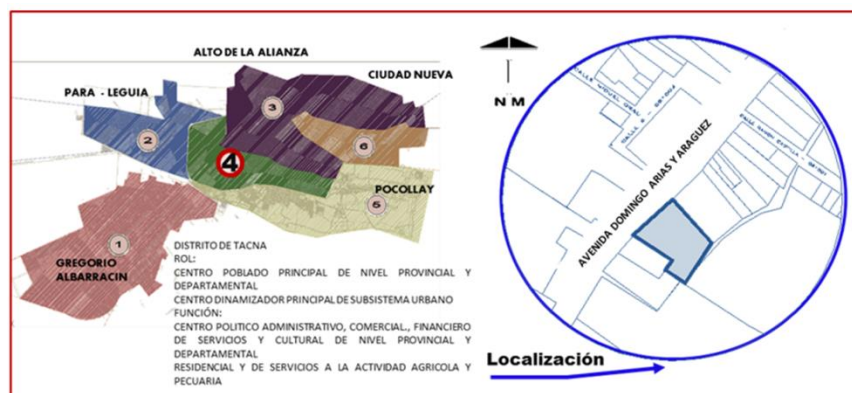 ALTO DE LA ALIANZA
CIUDAD NUEVA
PARA - LEGUIA
3
2
6
4
POCOLLAY
5
1
GREGORIO
ALBARRACIN
DISTRITO DE TACNA
ROL:
CENTRO POBLADO PRINCIPAL DE NIVEL PROVINCIAL Y
DEPARTAMENTAL
CENTRO DINAMIZADOR PRINCIPAL DE SUBSISTEMA URBANO
FUNCIÓN:
CENTRO POLITICO ADMINISTRATIVO, COMERCIAL., FINANCIERO
DE SERVICIOS Y CULTURAL DE NIVEL PROVINCIAL Y
DEPARTAMENTAL
RESIDENCIAL Y DE SERVICIOS A LA ACTIVIDAD AGRICOLA Y
PECUARIA
N M
AVENIDA DOMINGO ARIAS Y ARAGUEZ
Localización